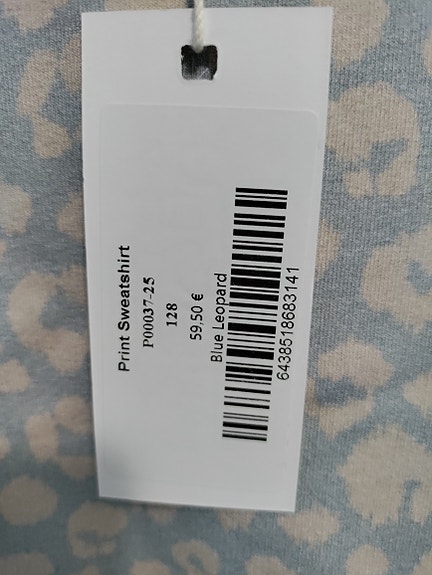 Print Sweatshirt
P00037-25
128
59,50 €
Blue Leopard
6438518683141